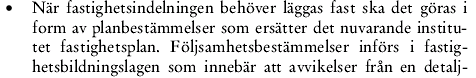 • När fastighetsindelningen behöver läggas fast ska det göras i
form av planbestämmelser som ersätter det nuvarande institu-
tet fastighetsplan. Följsamhetsbestämmelser införs i fastig-
hetsbildningslagen som innebär att avvikelser från en detalj-